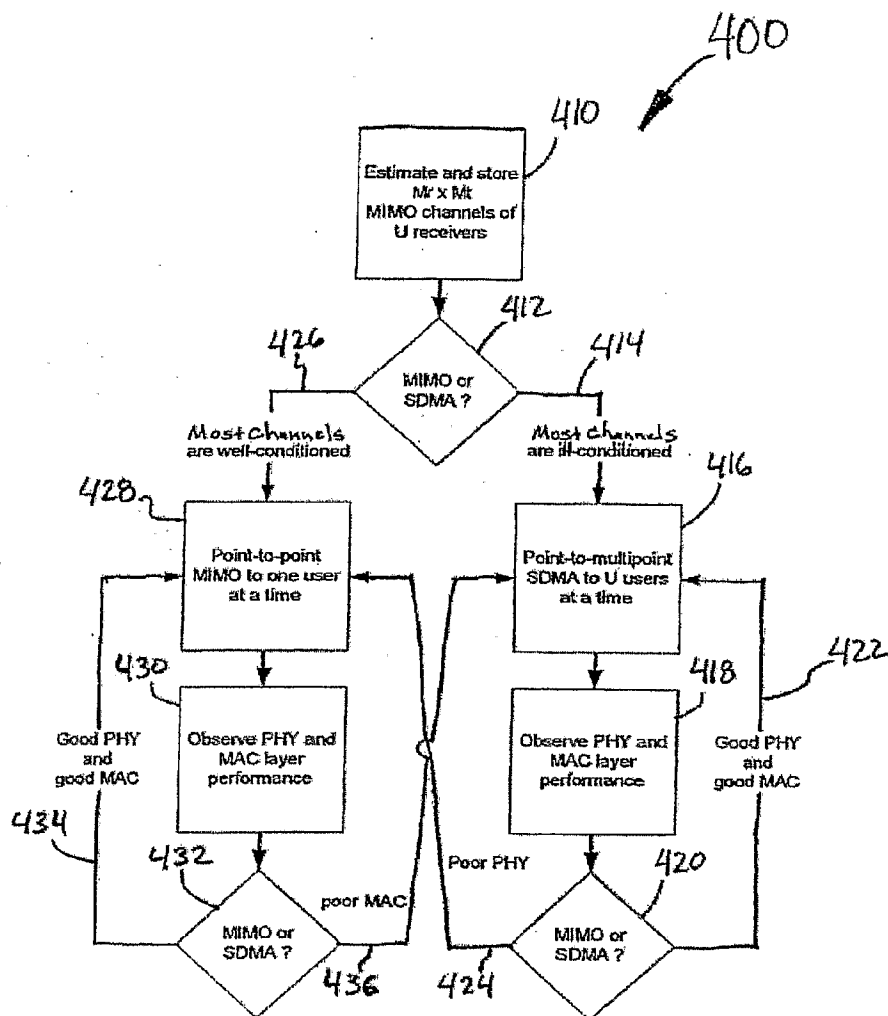 400
410
Estimate and store
Mr x Mt
MIMO channels of
U receivers
412
426
414
MIMO or
SDMA ?
Most Channels
are well-conditioned
Most Channels
are ill-conditioned
428
416
Point-to-point
MIMO to one user
at a time
Point-to-multipoint
SDMA to U users
at a time
430
418
422
Observe PHY and
MAC layer
performance
Observe PHY and
MAC layer
performance
Good PHY
and
good MAC
Good PHY
and
good MAC
434
432
420
poor MAC
Poor PHY
MIMO or
SDMA ?
MIMO or
SDMA ?
436
424